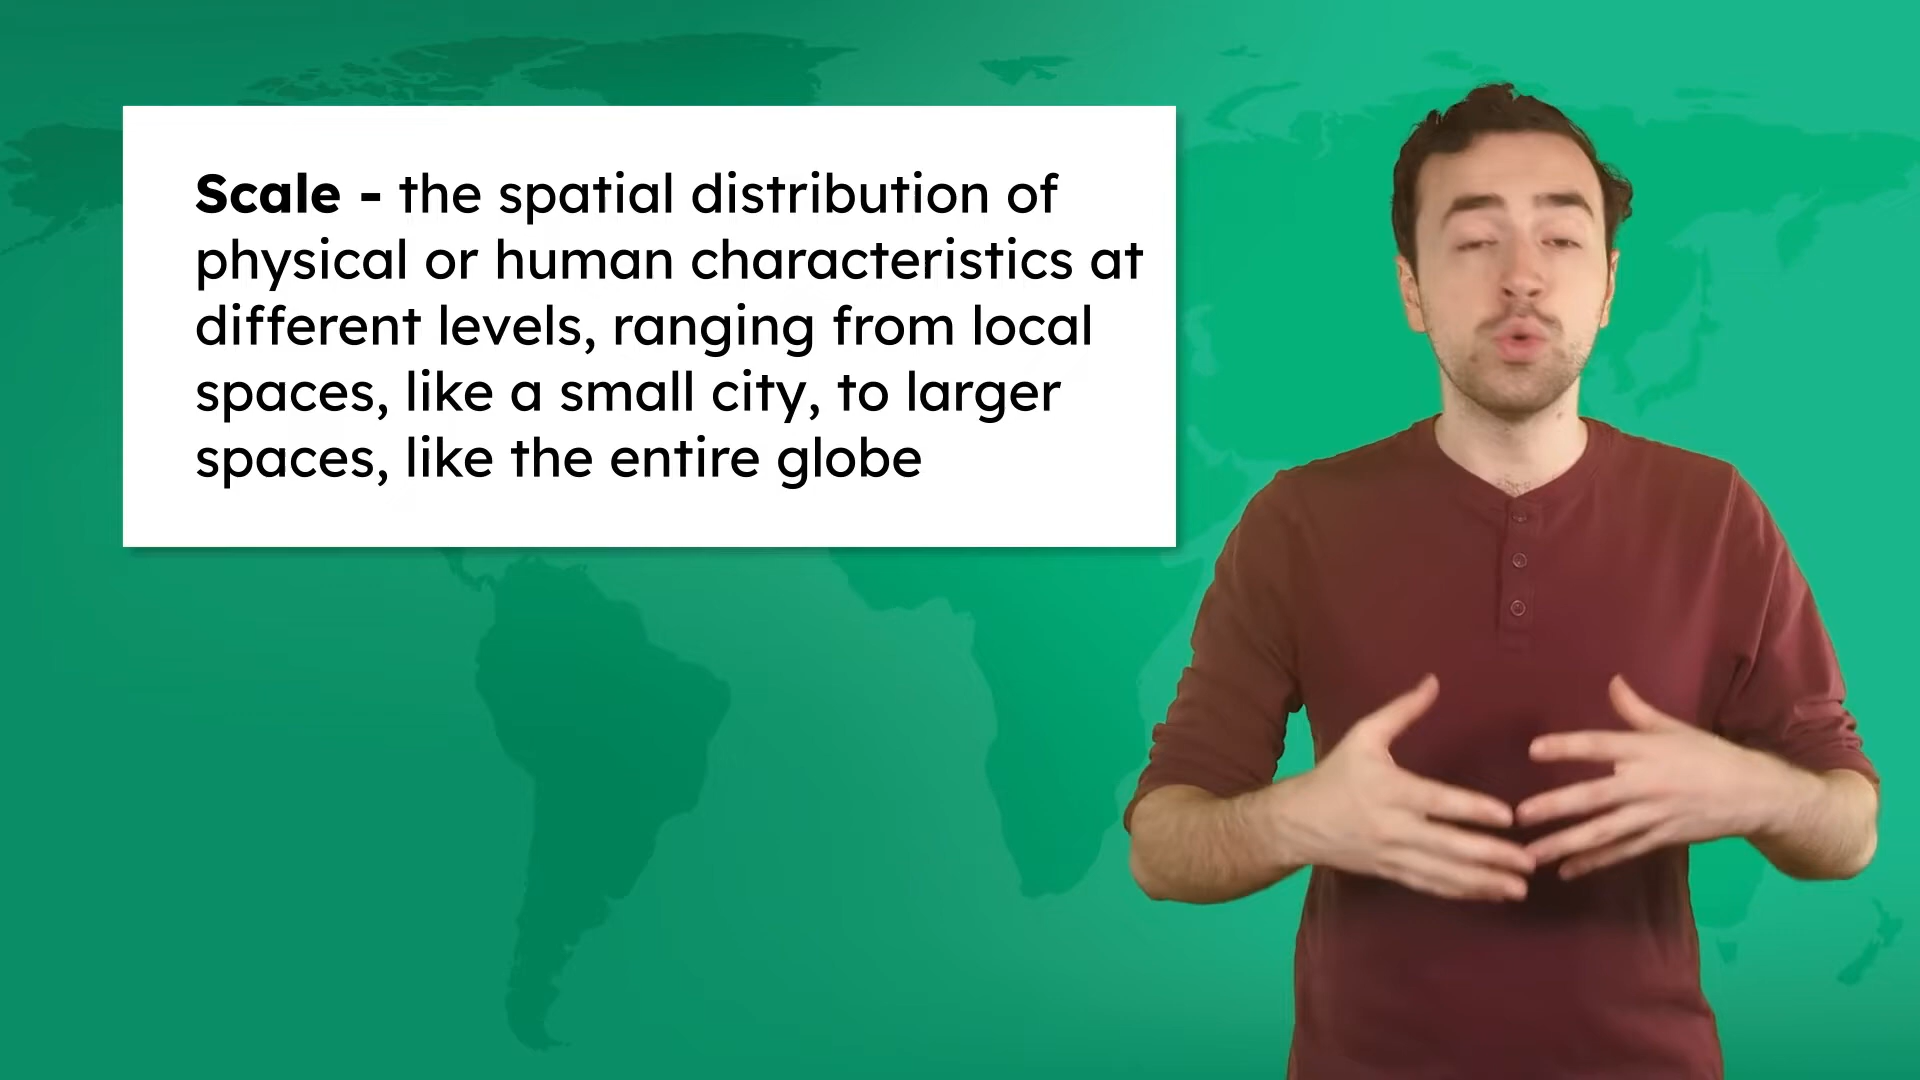 Scale - the spatial distribution of
physical or human characteristics at
different levels, ranging from local
spaces, like a small city, to larger
spaces, like the entire globe